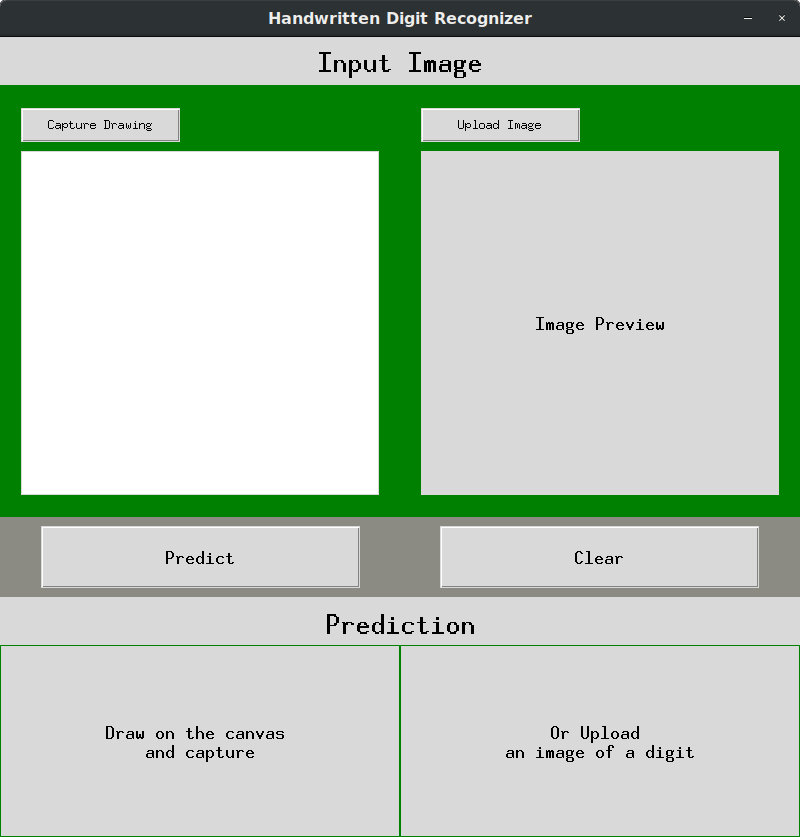 Handwritten Digit Recognizer
Input Image
Capture Drawing
Upload Image
Image Preview
Predict
Clear
Prediction
Draw on the canvas
and capture
Or Upload
an image of a digit